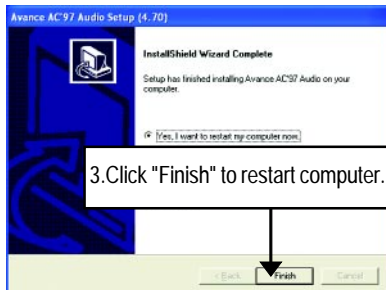 Avance AC'97 Audio Setup (4.70)
InstallShield Wizard Complete
Setup has finished installing Avance AC'97 Audio on your
computer.
Yes, I want to restart my computer now.
3.Click "Finish" to restart computer.
< Back
Finish
Cancel